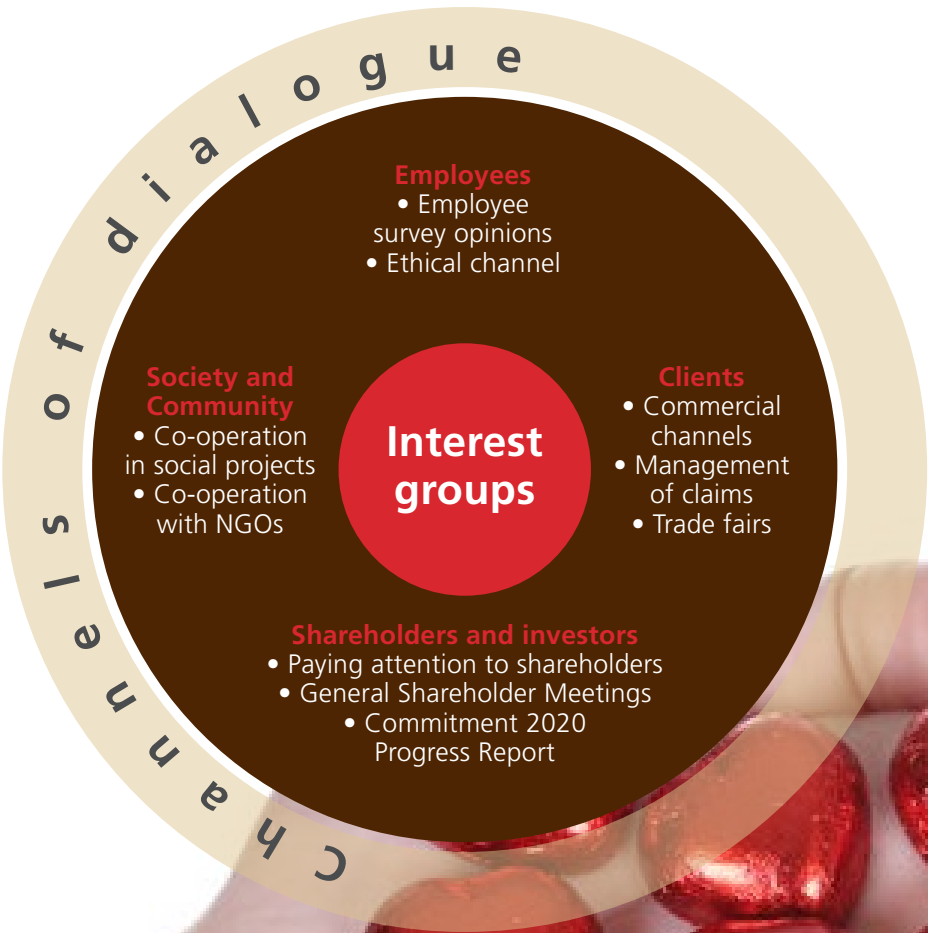 Channels of dialogue
Employees
• Employee
survey opinions
• Ethical channel
Society and
Community
• Co-operation
in social projects
• Co-operation
with NGOs
Interest
groups
Clients
• Commercial
channels
• Management
of claims
• Trade fairs
Shareholders and investors
• Paying attention to shareholders
• General Shareholder Meetings
• Commitment 2020
Progress Report